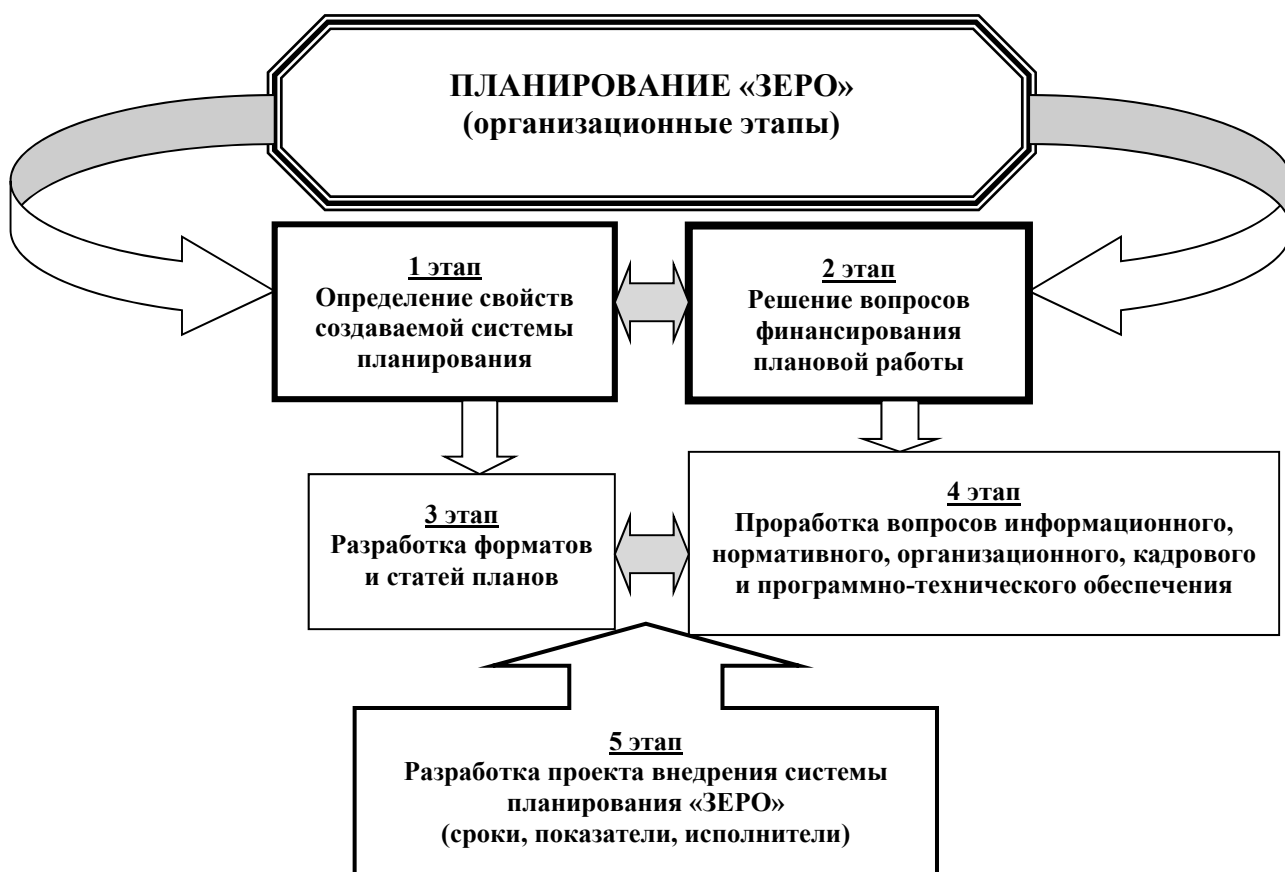 ПЛАНИРОВАНИЕ «ЗЕРО»
(организационные этапы)
1 этап
Определение свойств
создаваемой системы
планирования
2 этап
Решение вопросов
финансирования
плановой работы
3 этап
Разработка форматов
и статей планов
4 этап
Проработка вопросов информационного,
нормативного, организационного, кадрового
и программно-технического обеспечения
5 этап
Разработка проекта внедрения системы
планирования «ЗЕРО»
(сроки, показатели, исполнители)